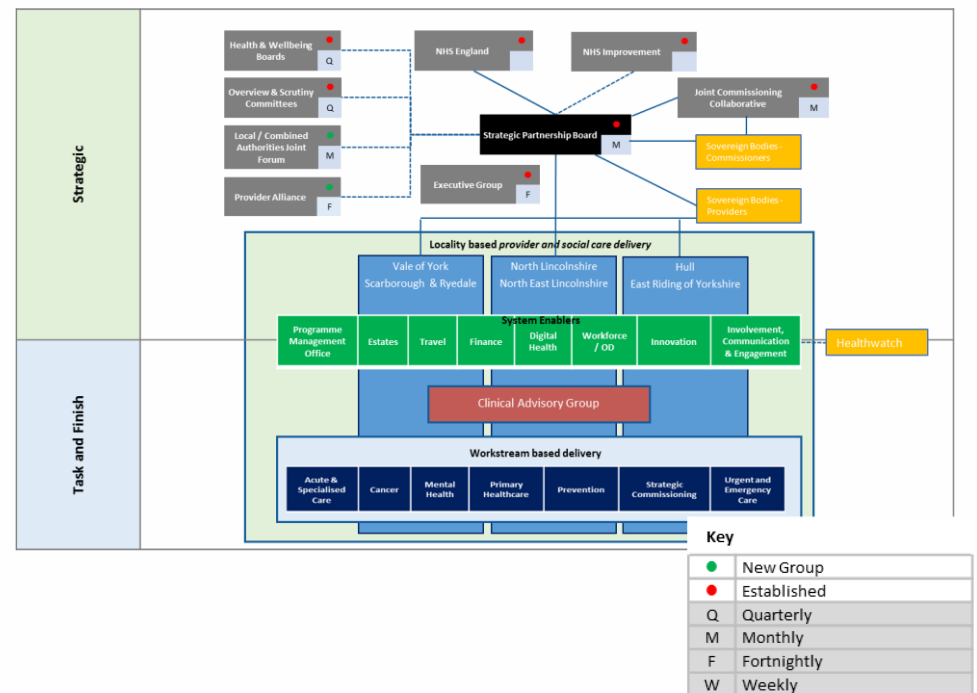 Strategic
Health & Wellbeing
Boards
Q
NHS England
NHS Improvement
Overview & Scrutiny
Committees
Q
Joint Commissioning
Collaborative
M
Local / Combined
Authorities Joint
Forum
M
Strategic Partnership Board
M
Sovereign Bodies -
Commissioners
Provider Alliance
F
Executive Group
F
Sovereign Bodies -
Providers
Locality based provider and social care delivery
Vale of York
Scarborough & Ryedale
North Lincolnshire
North East Lincolnshire
Hull
East Riding of Yorkshire
System Enablers
Programme
Management
Office
Estates
Travel
Finance
Digital
Health
Workforce
/ OD
Innovation
Involvement,
Communication
& Engagement
Healthwatch
Task and Finish
Clinical Advisory Group
Workstream based delivery
Acute &
Specialised
Care
Cancer
Mental
Health
Primary
Healthcare
Prevention
Strategic
Commissioning
Urgent and
Emergency
Care
Key
New Group
Established
Q Quarterly
M Monthly
F Fortnightly
W Weekly